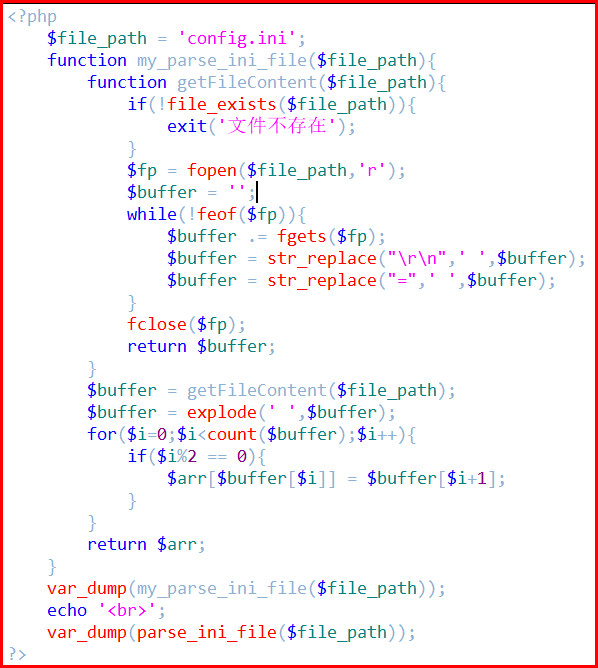 <?php
    $file_path = 'config.ini';
    function my_parse_ini_file($file_path){
        function getFileContent($file_path){
            if(!file_exists($file_path)){
                exit('文件不存在');
            }
            $fp = fopen($file_path,'r');
            $buffer = '';
            while(!feof($fp)){
                $buffer .= fgets($fp);
                $buffer = str_replace("\r\n",' ',$buffer);
                $buffer = str_replace("=",' ',$buffer);
            }
            fclose($fp);
            return $buffer;
        }
        $buffer = getFileContent($file_path);
        $buffer = explode(' ',$buffer);
        for($i=0;$i<count($buffer);$i++){
            if($i%2 == 0){
                $arr[$buffer[$i]] = $buffer[$i+1];
            }
        }
        return $arr;
    }
    var_dump(my_parse_ini_file($file_path));
    echo '<br>';
    var_dump(parse_ini_file($file_path));
?>